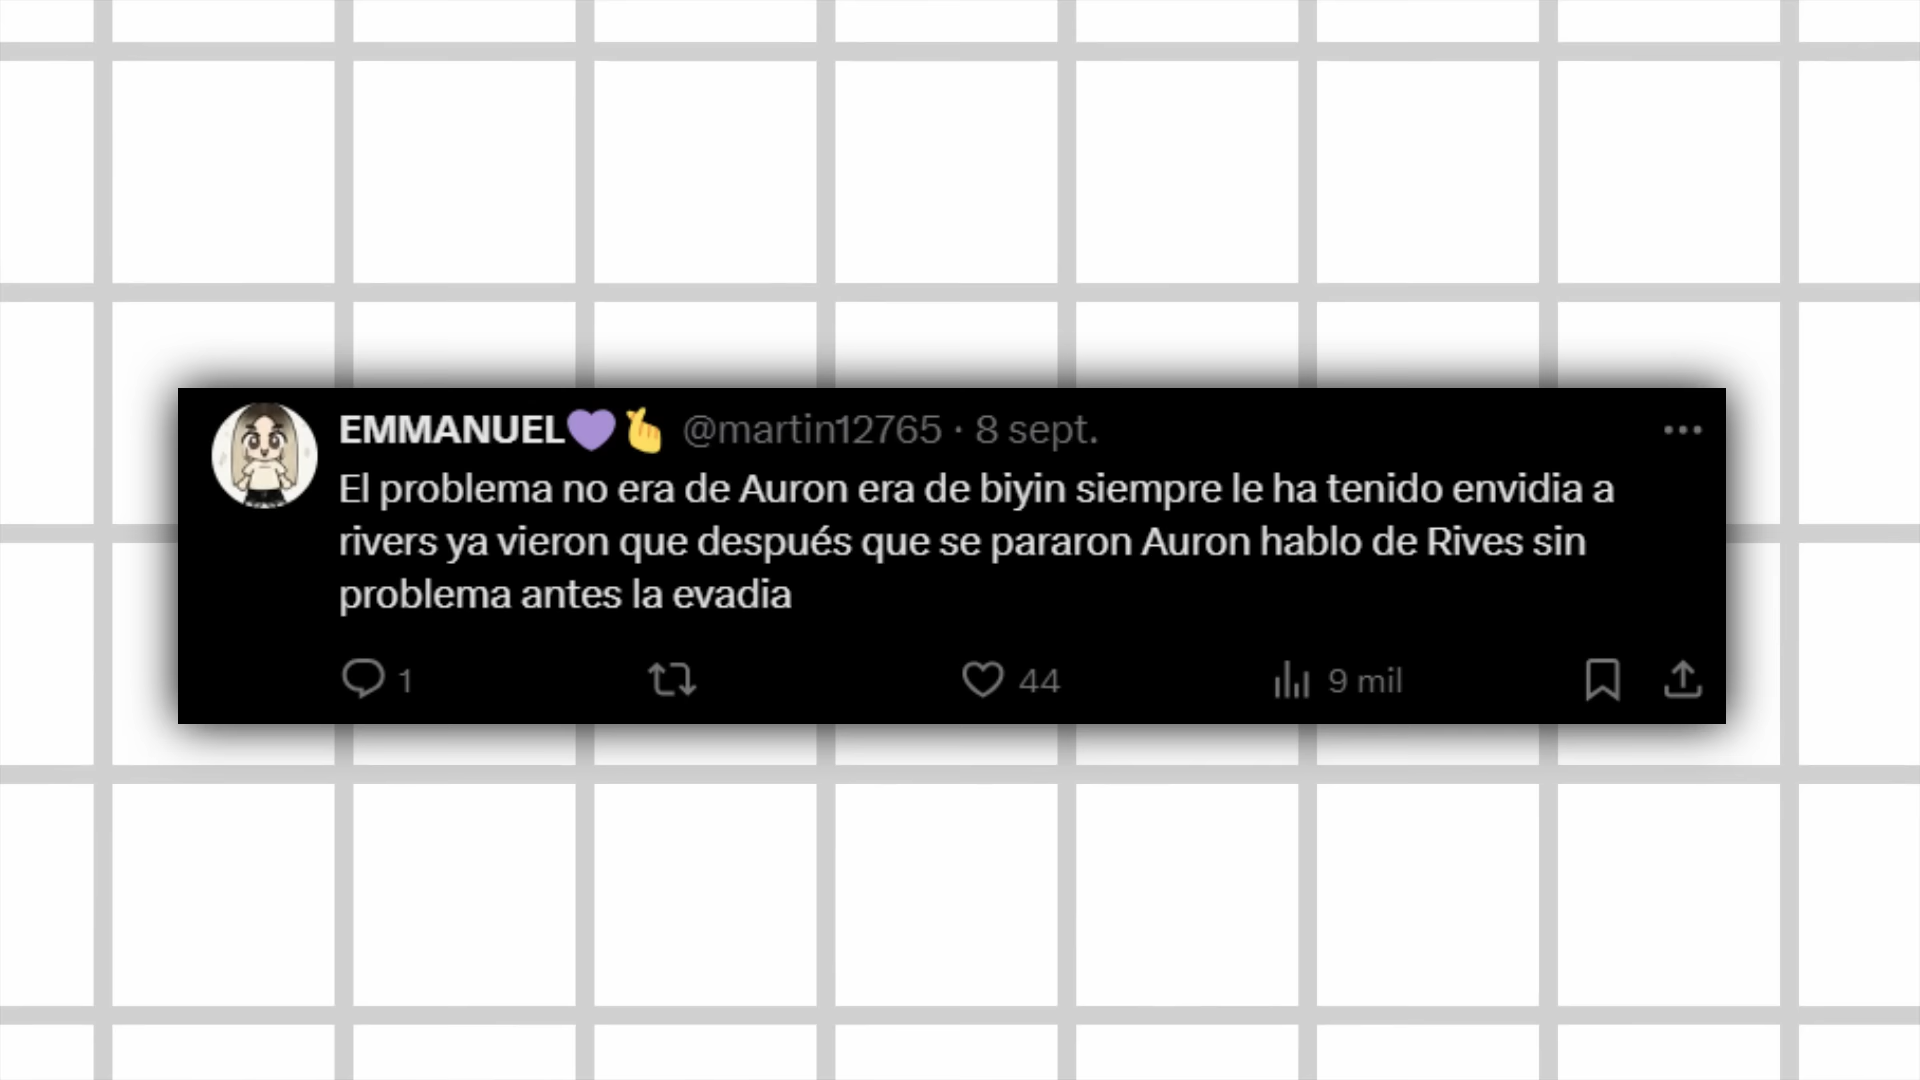 EMMANUEL💜🫰 @martin12765 · 8 sept.
El problema no era de Auron era de biyin siempre le ha tenido envidia a
rivers ya vieron que después que se pararon Auron hablo de Rives sin
problema antes la evadia
1 44 9 mil